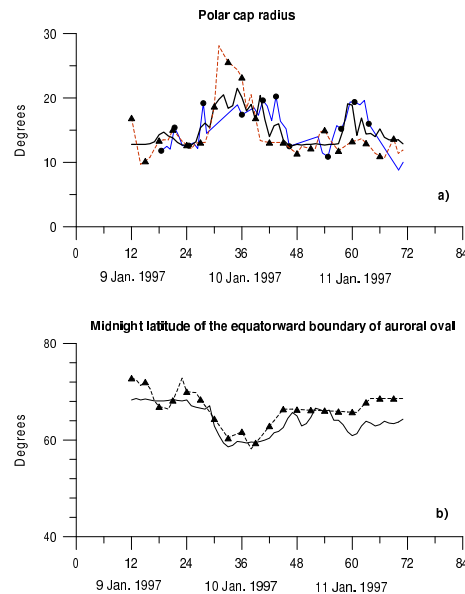 Polar cap radius
30
20
10
0
Degrees
a)
0 12 24 36 48 60 72 84
9 Jan. 1997 10 Jan. 1997 11 Jan. 1997
Midnight latitude of the equatorward boundary of auroral oval
80
60
40
Degrees
b)
0 12 24 36 48 60 72 84
9 Jan. 1997 10 Jan. 1997 11 Jan. 1997